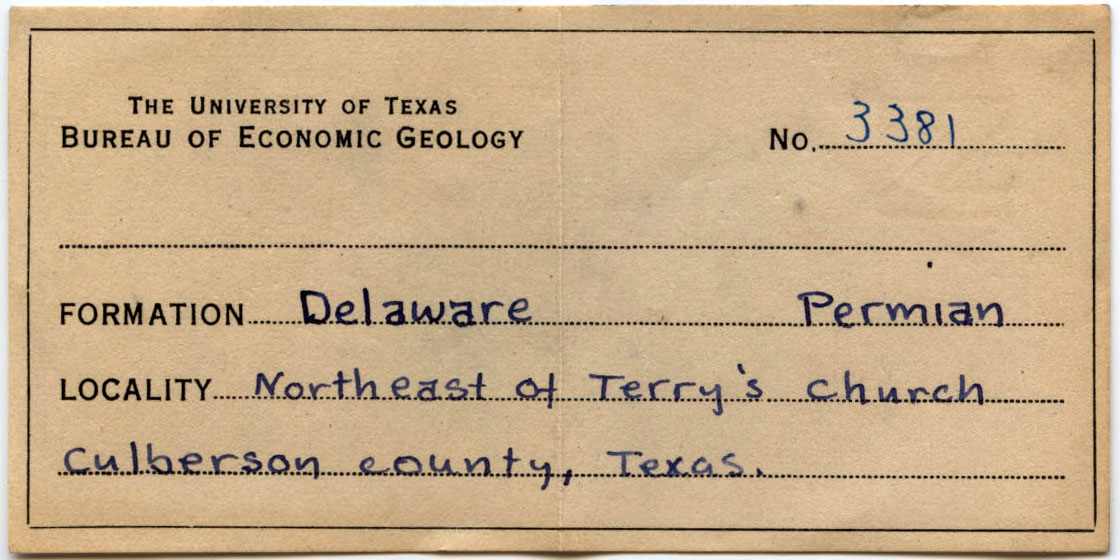 THE UNIVERSITY OF TEXAS
BUREAU OF ECONOMIC GEOLOGY
No. 3381
FORMATION Delaware Permian
LOCALITY Northeast of Terry's church
Culberson county, Texas.